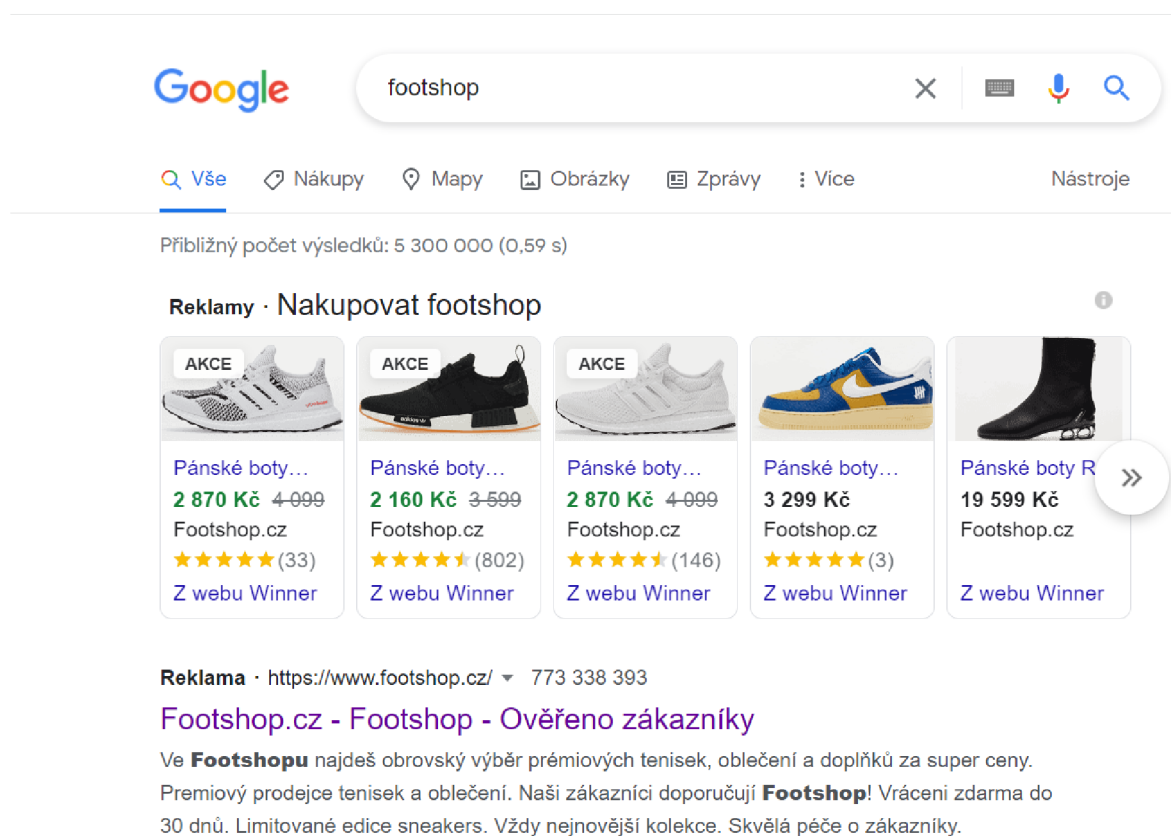 Google
footshop
Vše Nákupy Mapy Obrázky Zprávy Více Nástroje
Přibližný počet výsledků: 5 300 000 (0,59 s)
Reklamy · Nakupovat footshop
AKCE
Pánské boty…
2 870 Kč 4 099
Footshop.cz
(33)
Z webu Winner
AKCE
Pánské boty…
2 160 Kč 3 599
Footshop.cz
(802)
Z webu Winner
AKCE
Pánské boty…
2 870 Kč 4 099
Footshop.cz
(146)
Z webu Winner
Pánské boty…
3 299 Kč
Footshop.cz
(3)
Z webu Winner
Pánské boty R
19 599 Kč
Footshop.cz
Z webu Winner
Reklama · https://www.footshop.cz/ 773 338 393
Footshop.cz - Footshop - Ověřeno zákazníky
Ve Footshopu najdeš obrovský výběr prémiových tenisek, oblečení a doplňků za super ceny.
Premiový prodejce tenisek a oblečení. Naši zákazníci doporučují Footshop! Vráceni zdarma do
30 dnů. Limitované edice sneakers. Vždy nejnovější kolekce. Skvělá péče o zákazníky.